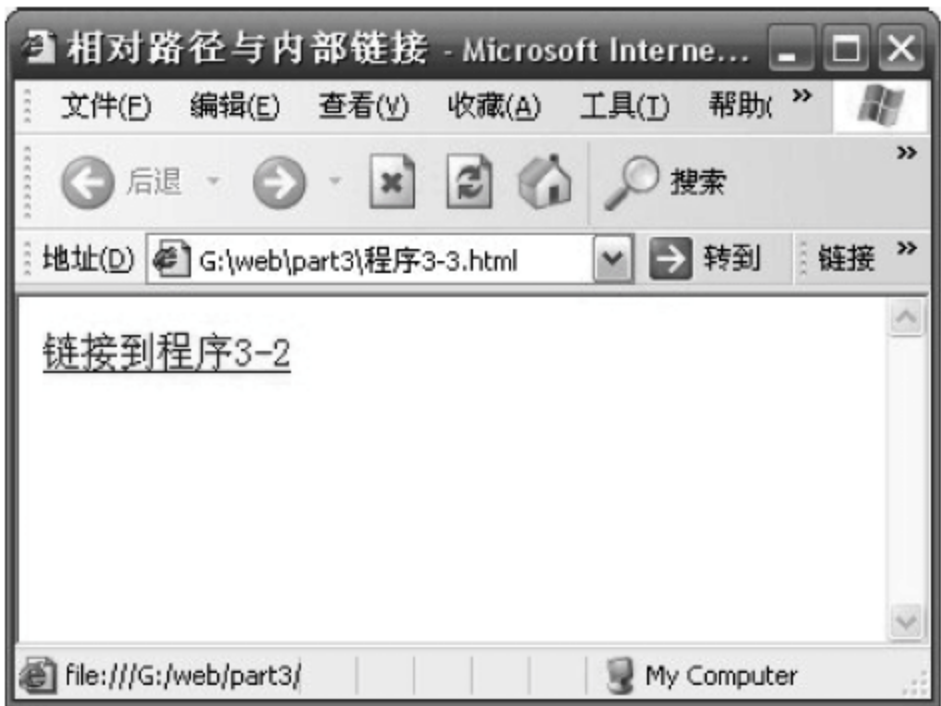 相对路径与内部链接 - Microsoft Interne...
文件(F) 编辑(E) 查看(V) 收藏(A) 工具(T) 帮助( »
后退 搜索 »
地址(D) G:\web\part3\程序3-3.html 转到 链接 »
链接到程序3-2
file:///G:/web/part3/ My Computer